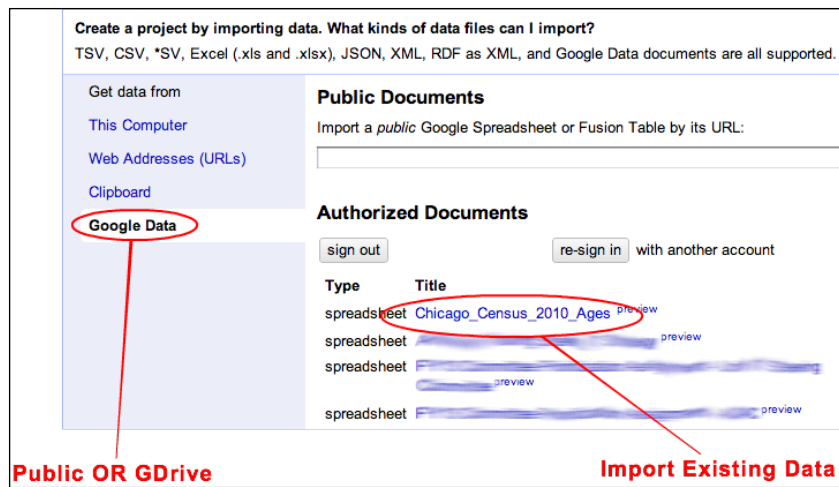 Create a project by importing data. What kinds of data files can I import?
TSV, CSV, *SV, Excel (.xls and .xlsx), JSON, XML, RDF as XML, and Google Data documents are all supported.
Get data from
This Computer
Web Addresses (URLs)
Clipboard
Google Data
Public Documents
Import a public Google Spreadsheet or Fusion Table by its URL:
Authorized Documents
sign out re-sign in with another account
Type Title
spreadsheet Chicago_Census_2010_Ages preview
spreadsheet preview
spreadsheet
preview
spreadsheet preview
Public OR GDrive
Import Existing Data